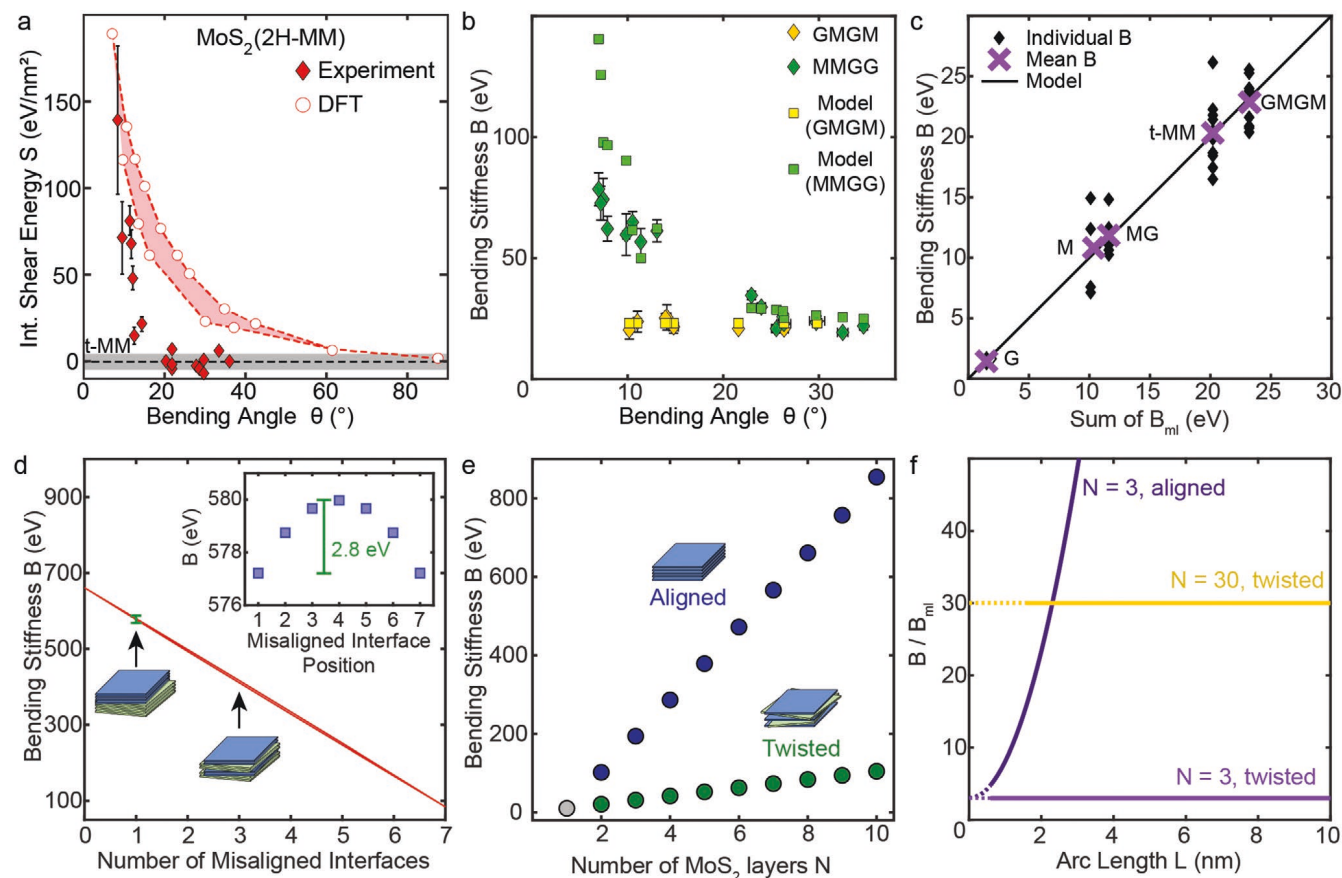 a
MoS₂(2H-MM)
Experiment
DFT
t-MM
Int. Shear Energy S (eV/nm²)
150
100
50
0
0 20 40 60 80
Bending Angle θ (°)
b
GMGM
MMGG
Model
(GMGM)
Model
(MMGG)
Bending Stiffness B (eV)
100
50
0
10 20 30
Bending Angle θ (°)
c
Individual B
Mean B
Model
GMGM
t-MM
MG
M
G
Bending Stiffness B (eV)
25
20
15
10
5
0
5 10 15 20 25 30
Sum of Bml (eV)
d
Bending Stiffness B (eV)
900
700
500
300
100
0 1 2 3 4 5 6 7
Number of Misaligned Interfaces
B (eV)
580
578
576
2.8 eV
1 2 3 4 5 6 7
Misaligned Interface
Position
e
Bending Stiffness B (eV)
800
600
400
200
0
Aligned
Twisted
2 4 6 8 10
Number of MoS₂ layers N
f
N = 3, aligned
N = 30, twisted
N = 3, twisted
B / Bml
40
30
20
10
0
0 2 4 6 8 10
Arc Length L (nm)